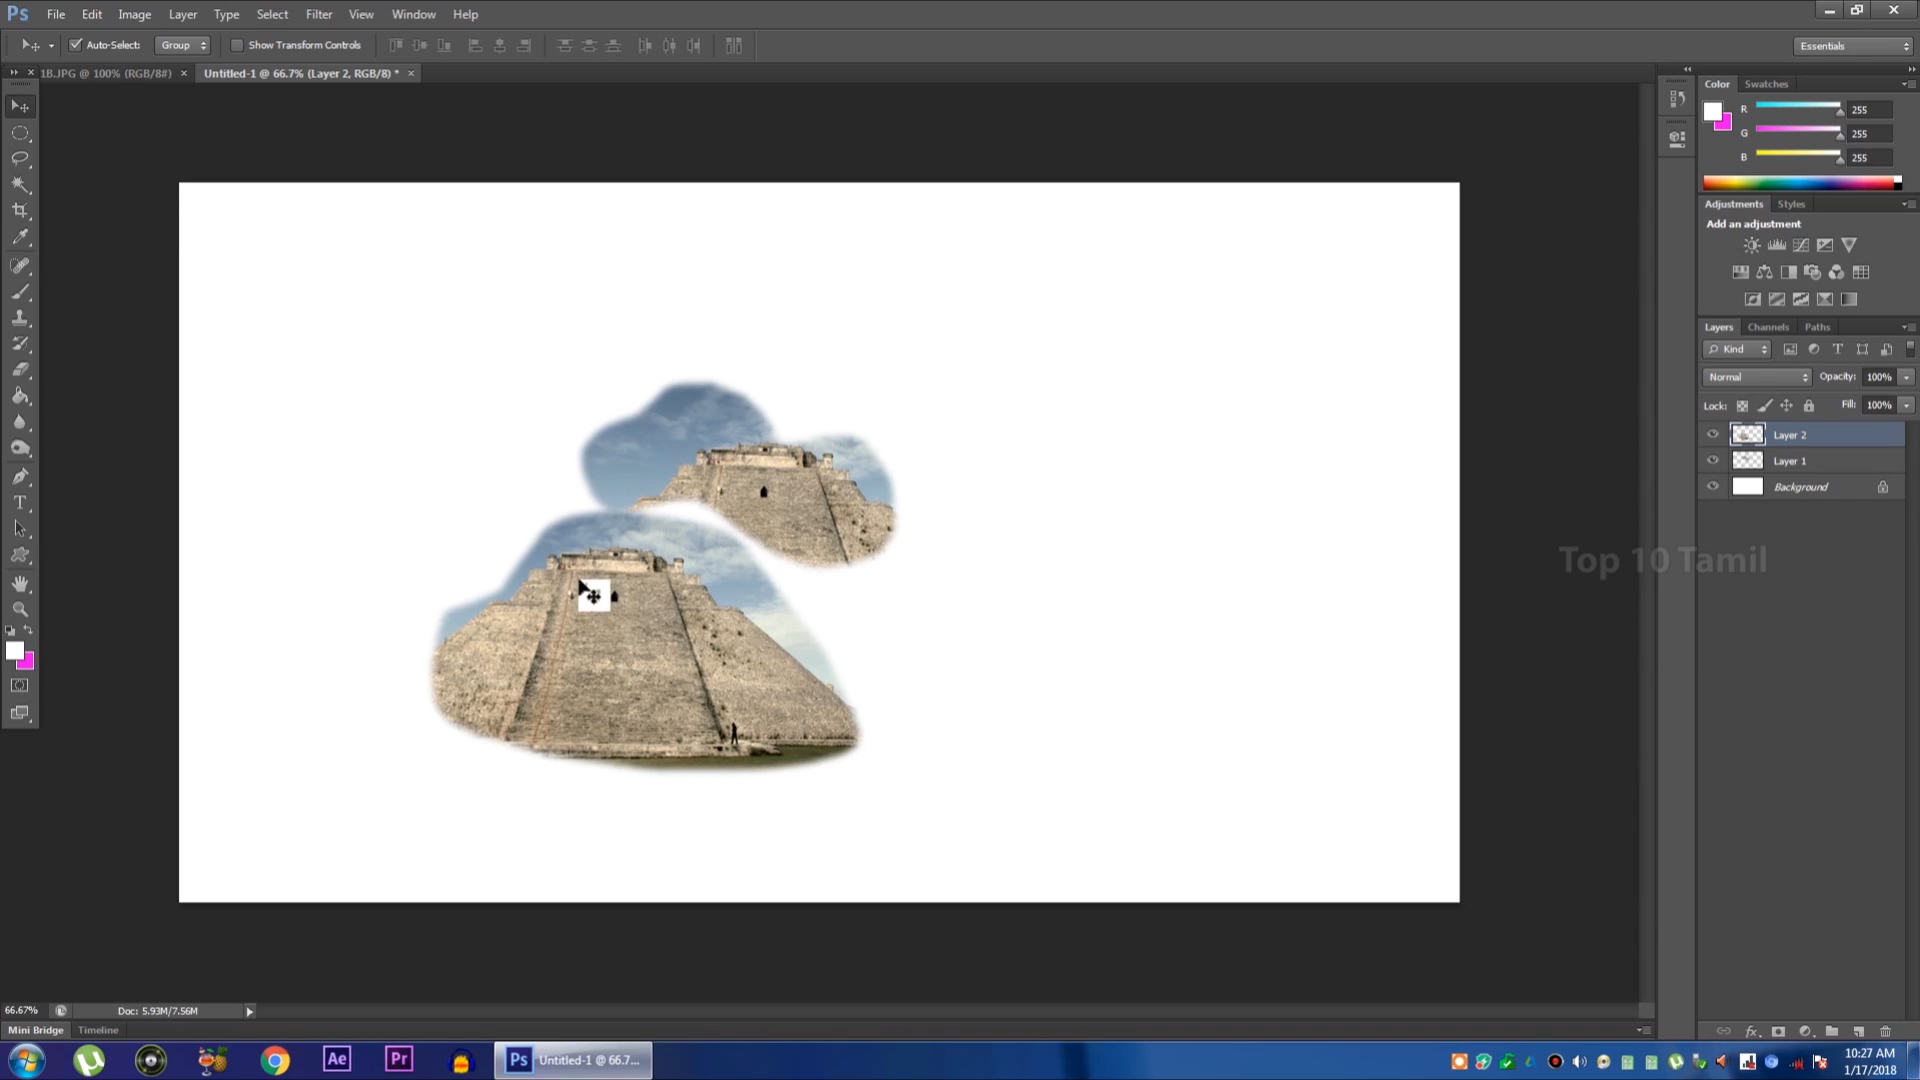 Ps File Edit Image Layer Type Select Filter View Window Help
Auto-Select: Group Show Transform Controls Essentials
1B.JPG @ 100% (RGB/8#) × Untitled-1 @ 66.7% (Layer 2, RGB/8) * ×
Color Swatches
R 255
G 255
B 255
Adjustments Styles
Add an adjustment
Layers Channels Paths
Kind
Normal Opacity: 100%
Lock: Fill: 100%
Layer 2
Layer 1
Background
Top 10 Tamil
66.67% Doc: 5.93M/7.56M
Mini Bridge Timeline
Ae Pr Ps Untitled-1 @ 66.7... 10:27 AM
1/17/2018